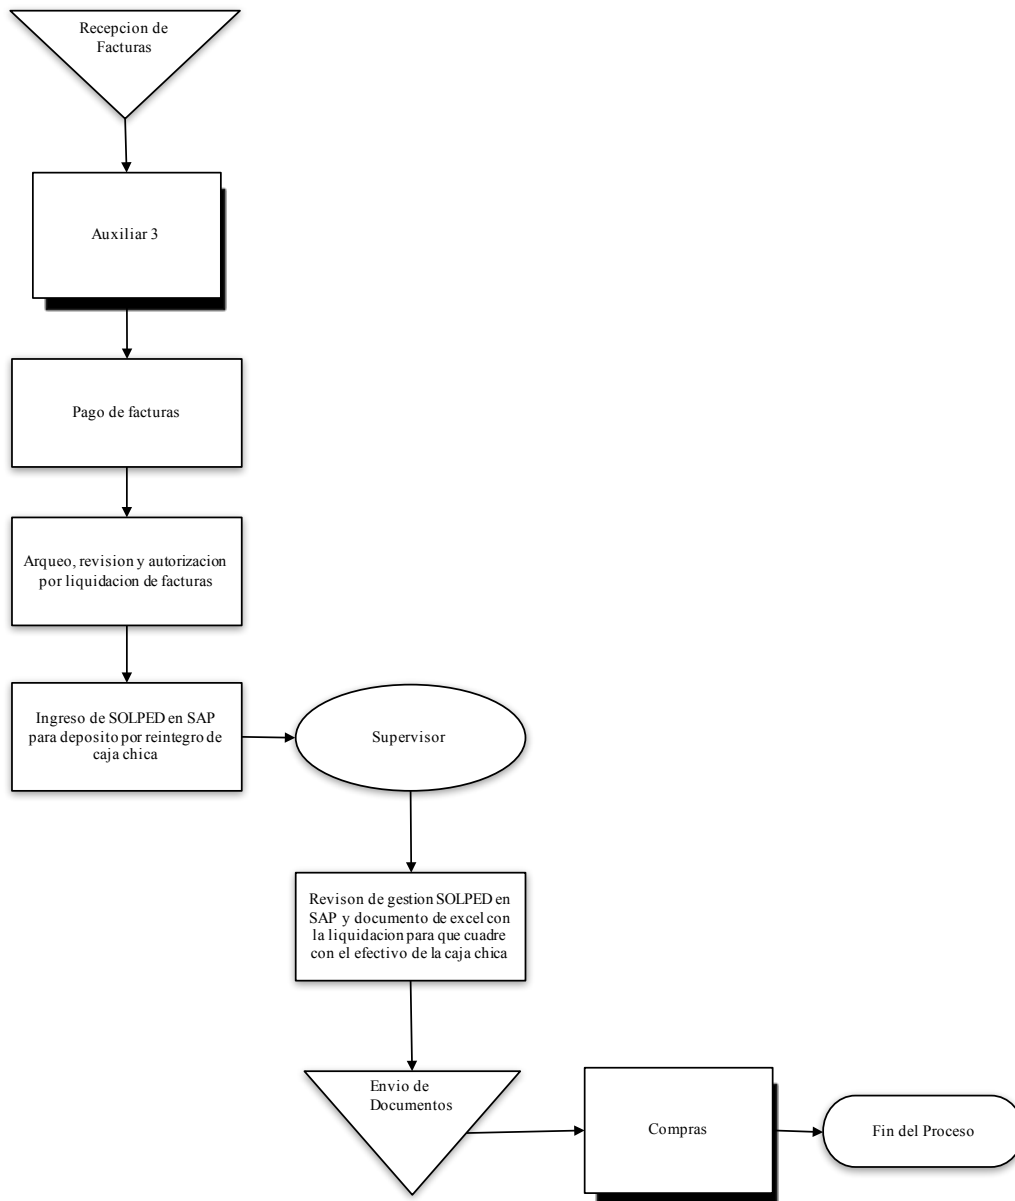 Recepcion de
Facturas
Auxiliar 3
Pago de facturas
Arqueo, revision y autorizacion
por liquidacion de facturas
Ingreso de SOLPED en SAP
para deposito por reintegro de
caja chica
Supervisor
Revison de gestion SOLPED en
SAP y documento de excel con
la liquidacion para que cuadre
con el efectivo de la caja chica
Envio de
Documentos
Compras
Fin del Proceso